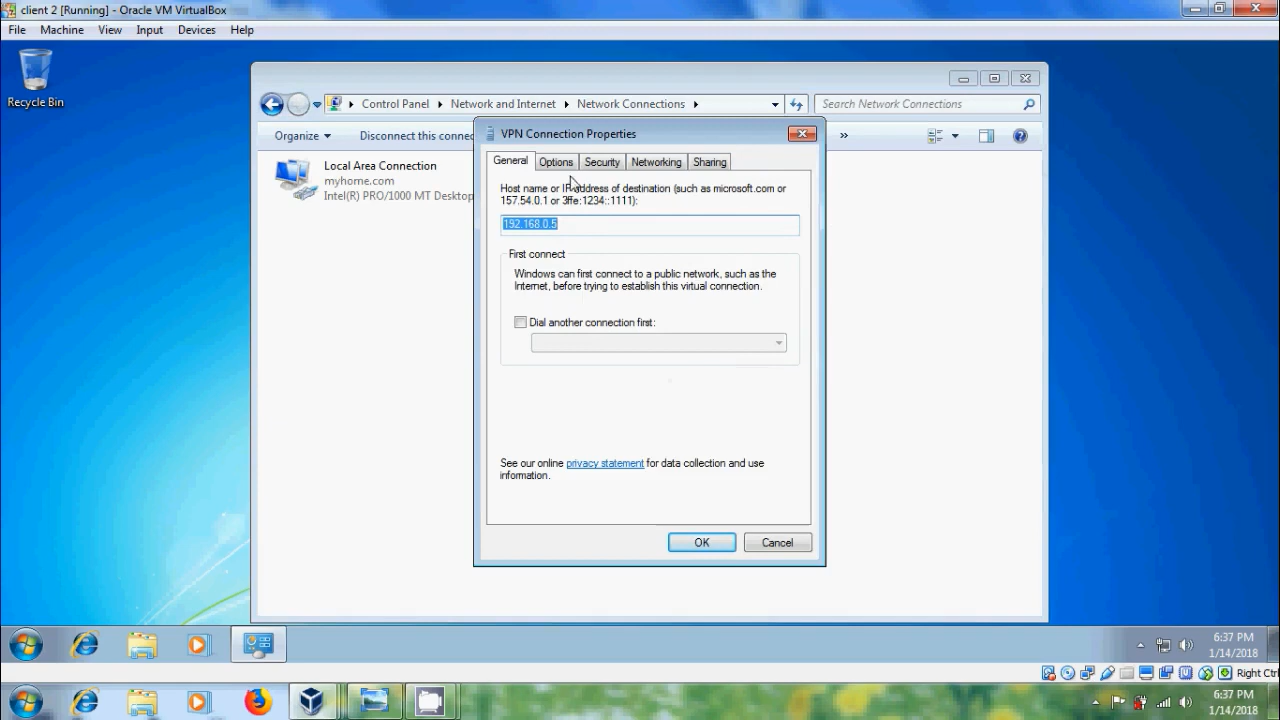 client 2 [Running] - Oracle VM VirtualBox
File Machine View Input Devices Help
Recycle Bin
Control Panel Network and Internet Network Connections Search Network Connections
Organize Disconnect this connec »
Local Area Connection
myhome.com
Intel(R) PRO/1000 MT Desktop
VPN Connection Properties
General Options Security Networking Sharing
Host name or IP address of destination (such as microsoft.com or
157.54.0.1 or 3ffe:1234::1111):
192.168.0.5
First connect
Windows can first connect to a public network, such as the
Internet, before trying to establish this virtual connection.
Dial another connection first:
See our online privacy statement for data collection and use
information.
OK Cancel
6:37 PM
1/14/2018
Right Ctrl
6:37 PM
1/14/2018